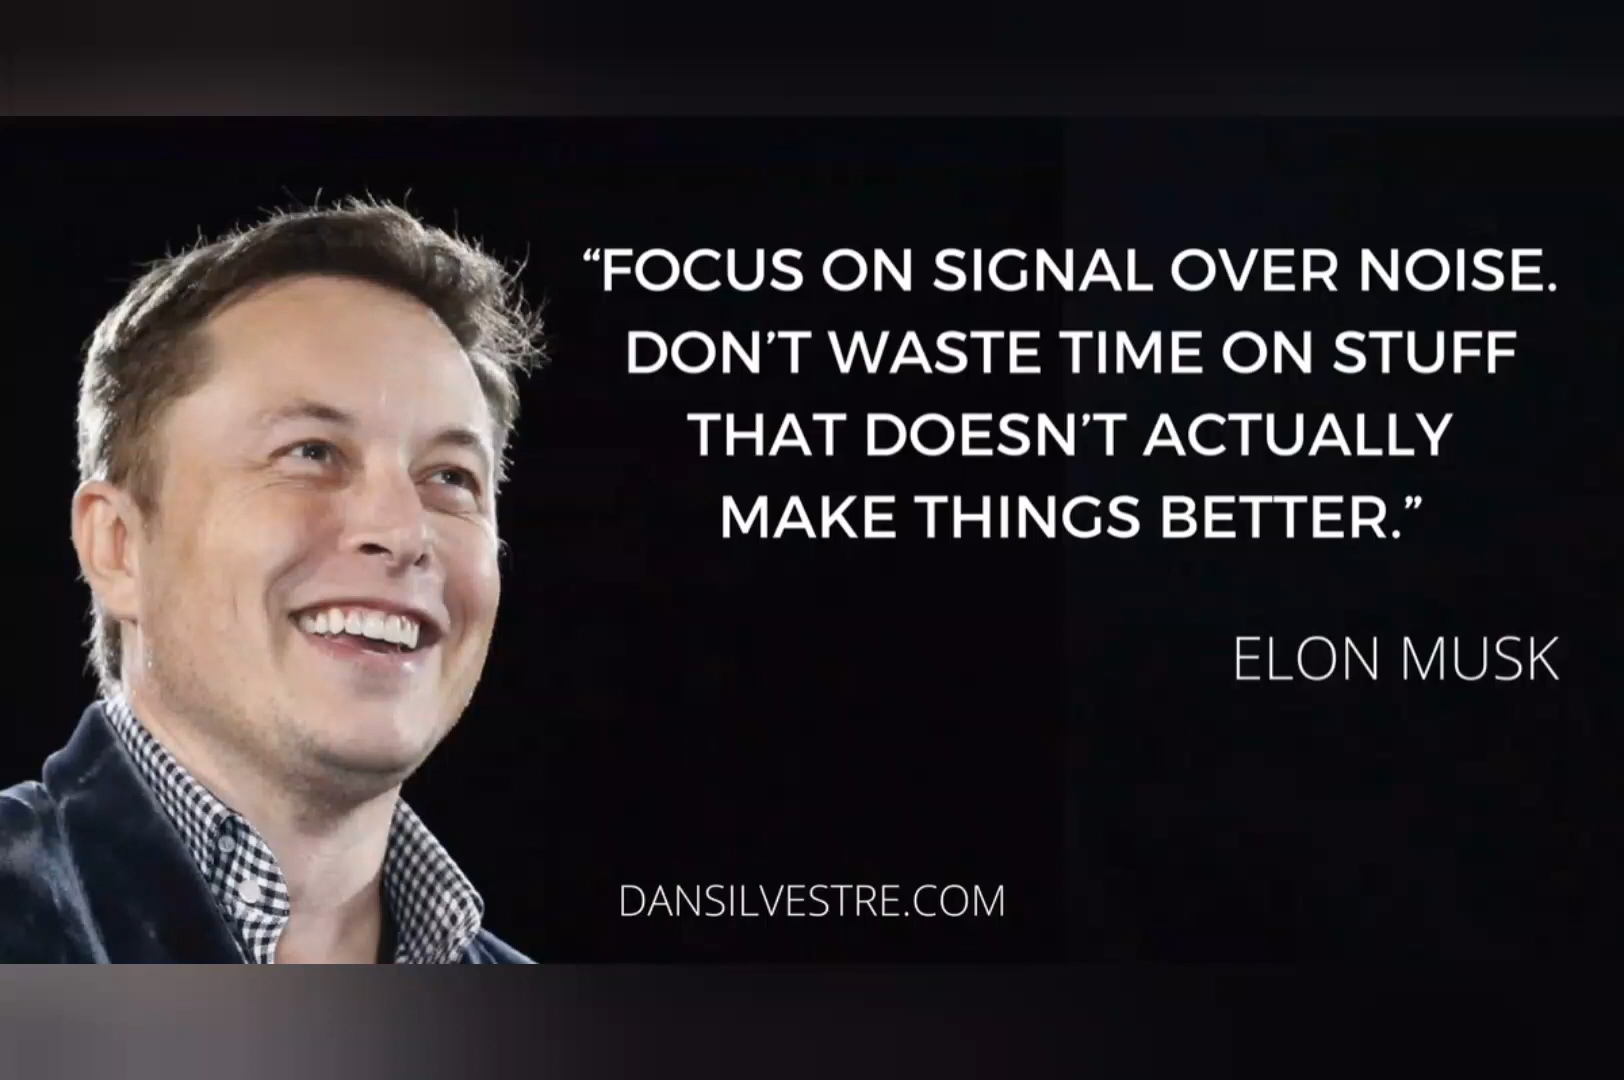 “FOCUS ON SIGNAL OVER NOISE.
DON’T WASTE TIME ON STUFF
THAT DOESN’T ACTUALLY
MAKE THINGS BETTER.”
ELON MUSK
DANSILVESTRE.COM